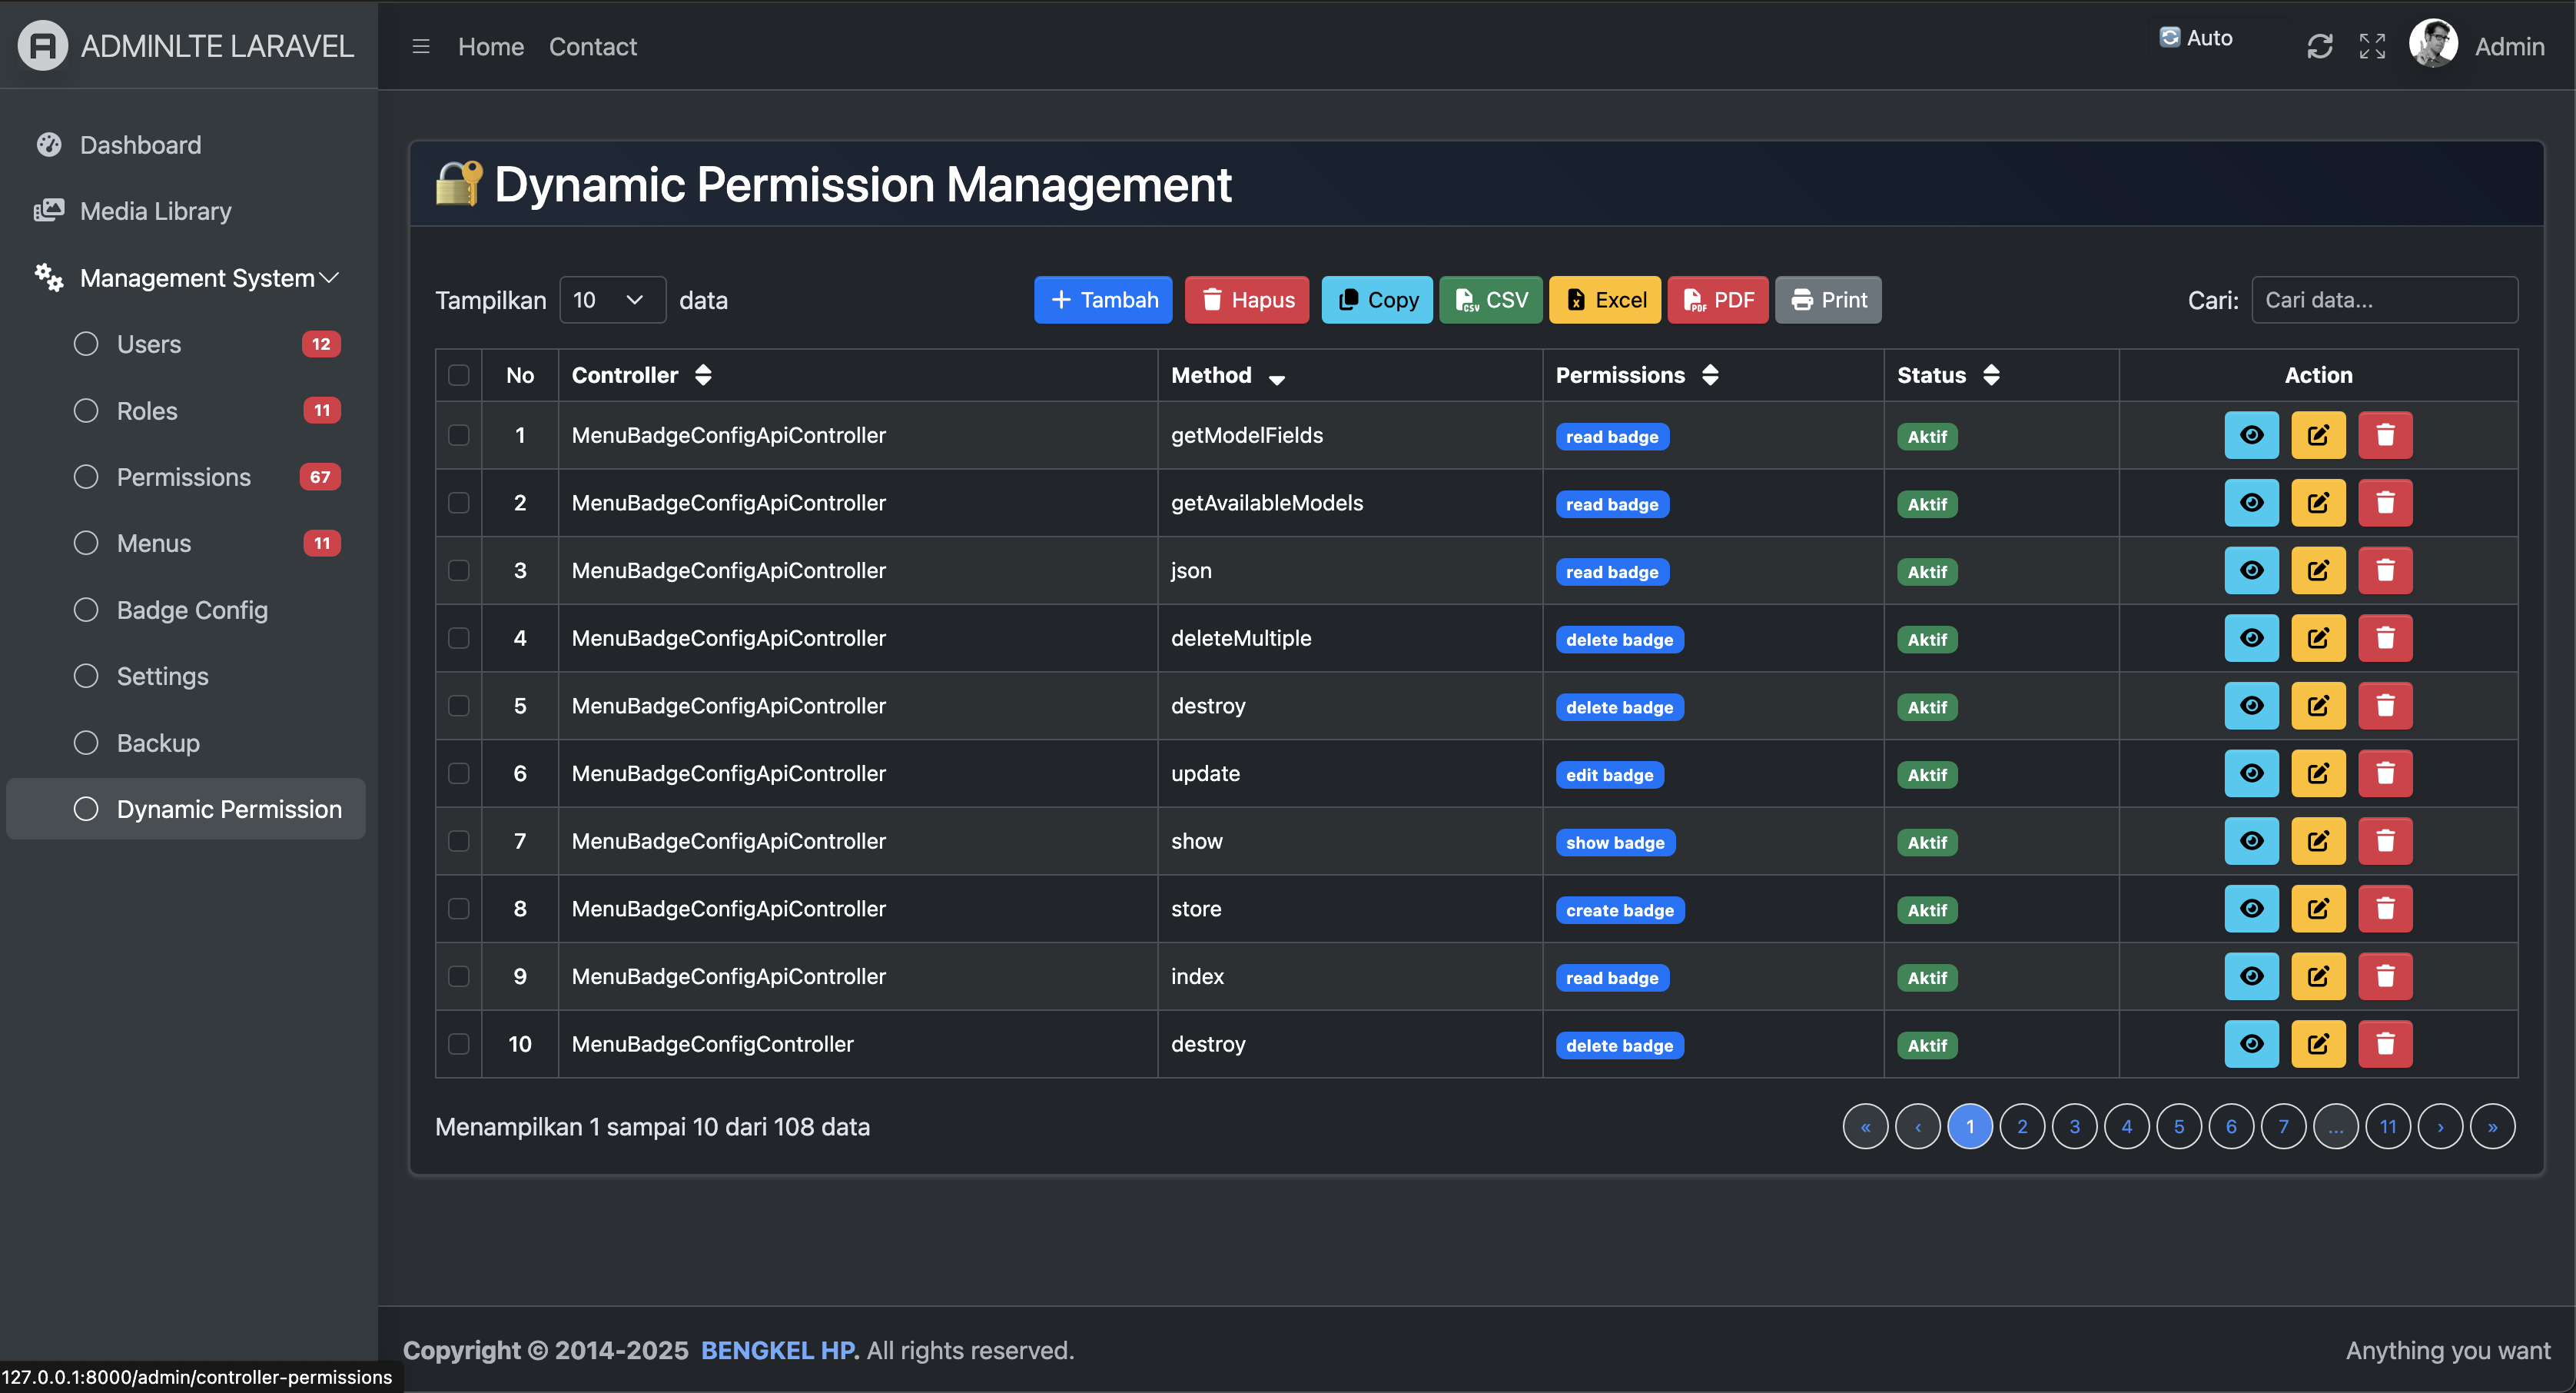 ADMINLTE LARAVEL
Home Contact
Auto
Admin
Dashboard
Media Library
Management System
Users 12
Roles 11
Permissions 67
Menus 11
Badge Config
Settings
Backup
Dynamic Permission
Dynamic Permission Management
Tampilkan 10 data
Tambah Hapus Copy CSV Excel PDF Print
Cari: Cari data...
No Controller Method Permissions Status Action
1 MenuBadgeConfigApiController getModelFields read badge Aktif
2 MenuBadgeConfigApiController getAvailableModels read badge Aktif
3 MenuBadgeConfigApiController json read badge Aktif
4 MenuBadgeConfigApiController deleteMultiple delete badge Aktif
5 MenuBadgeConfigApiController destroy delete badge Aktif
6 MenuBadgeConfigApiController update edit badge Aktif
7 MenuBadgeConfigApiController show show badge Aktif
8 MenuBadgeConfigApiController store create badge Aktif
9 MenuBadgeConfigApiController index read badge Aktif
10 MenuBadgeConfigController destroy delete badge Aktif
Menampilkan 1 sampai 10 dari 108 data
« ‹ 1 2 3 4 5 6 7 ... 11 › »
Copyright © 2014-2025 BENGKEL HP. All rights reserved.
Anything you want
127.0.0.1:8000/admin/controller-permissions